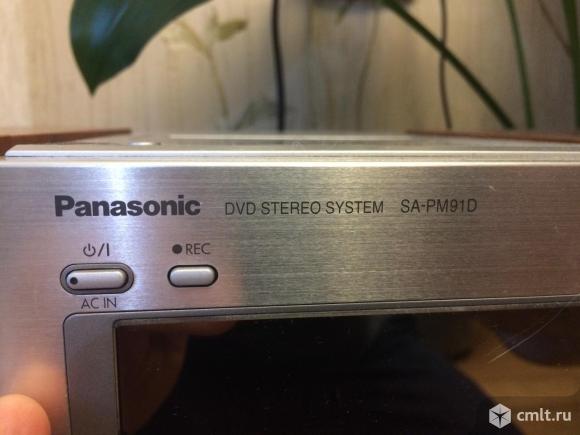 Panasonic DVD STEREO SYSTEM SA-PM91D
⏻/I ● REC
AC IN
cmlt.ru